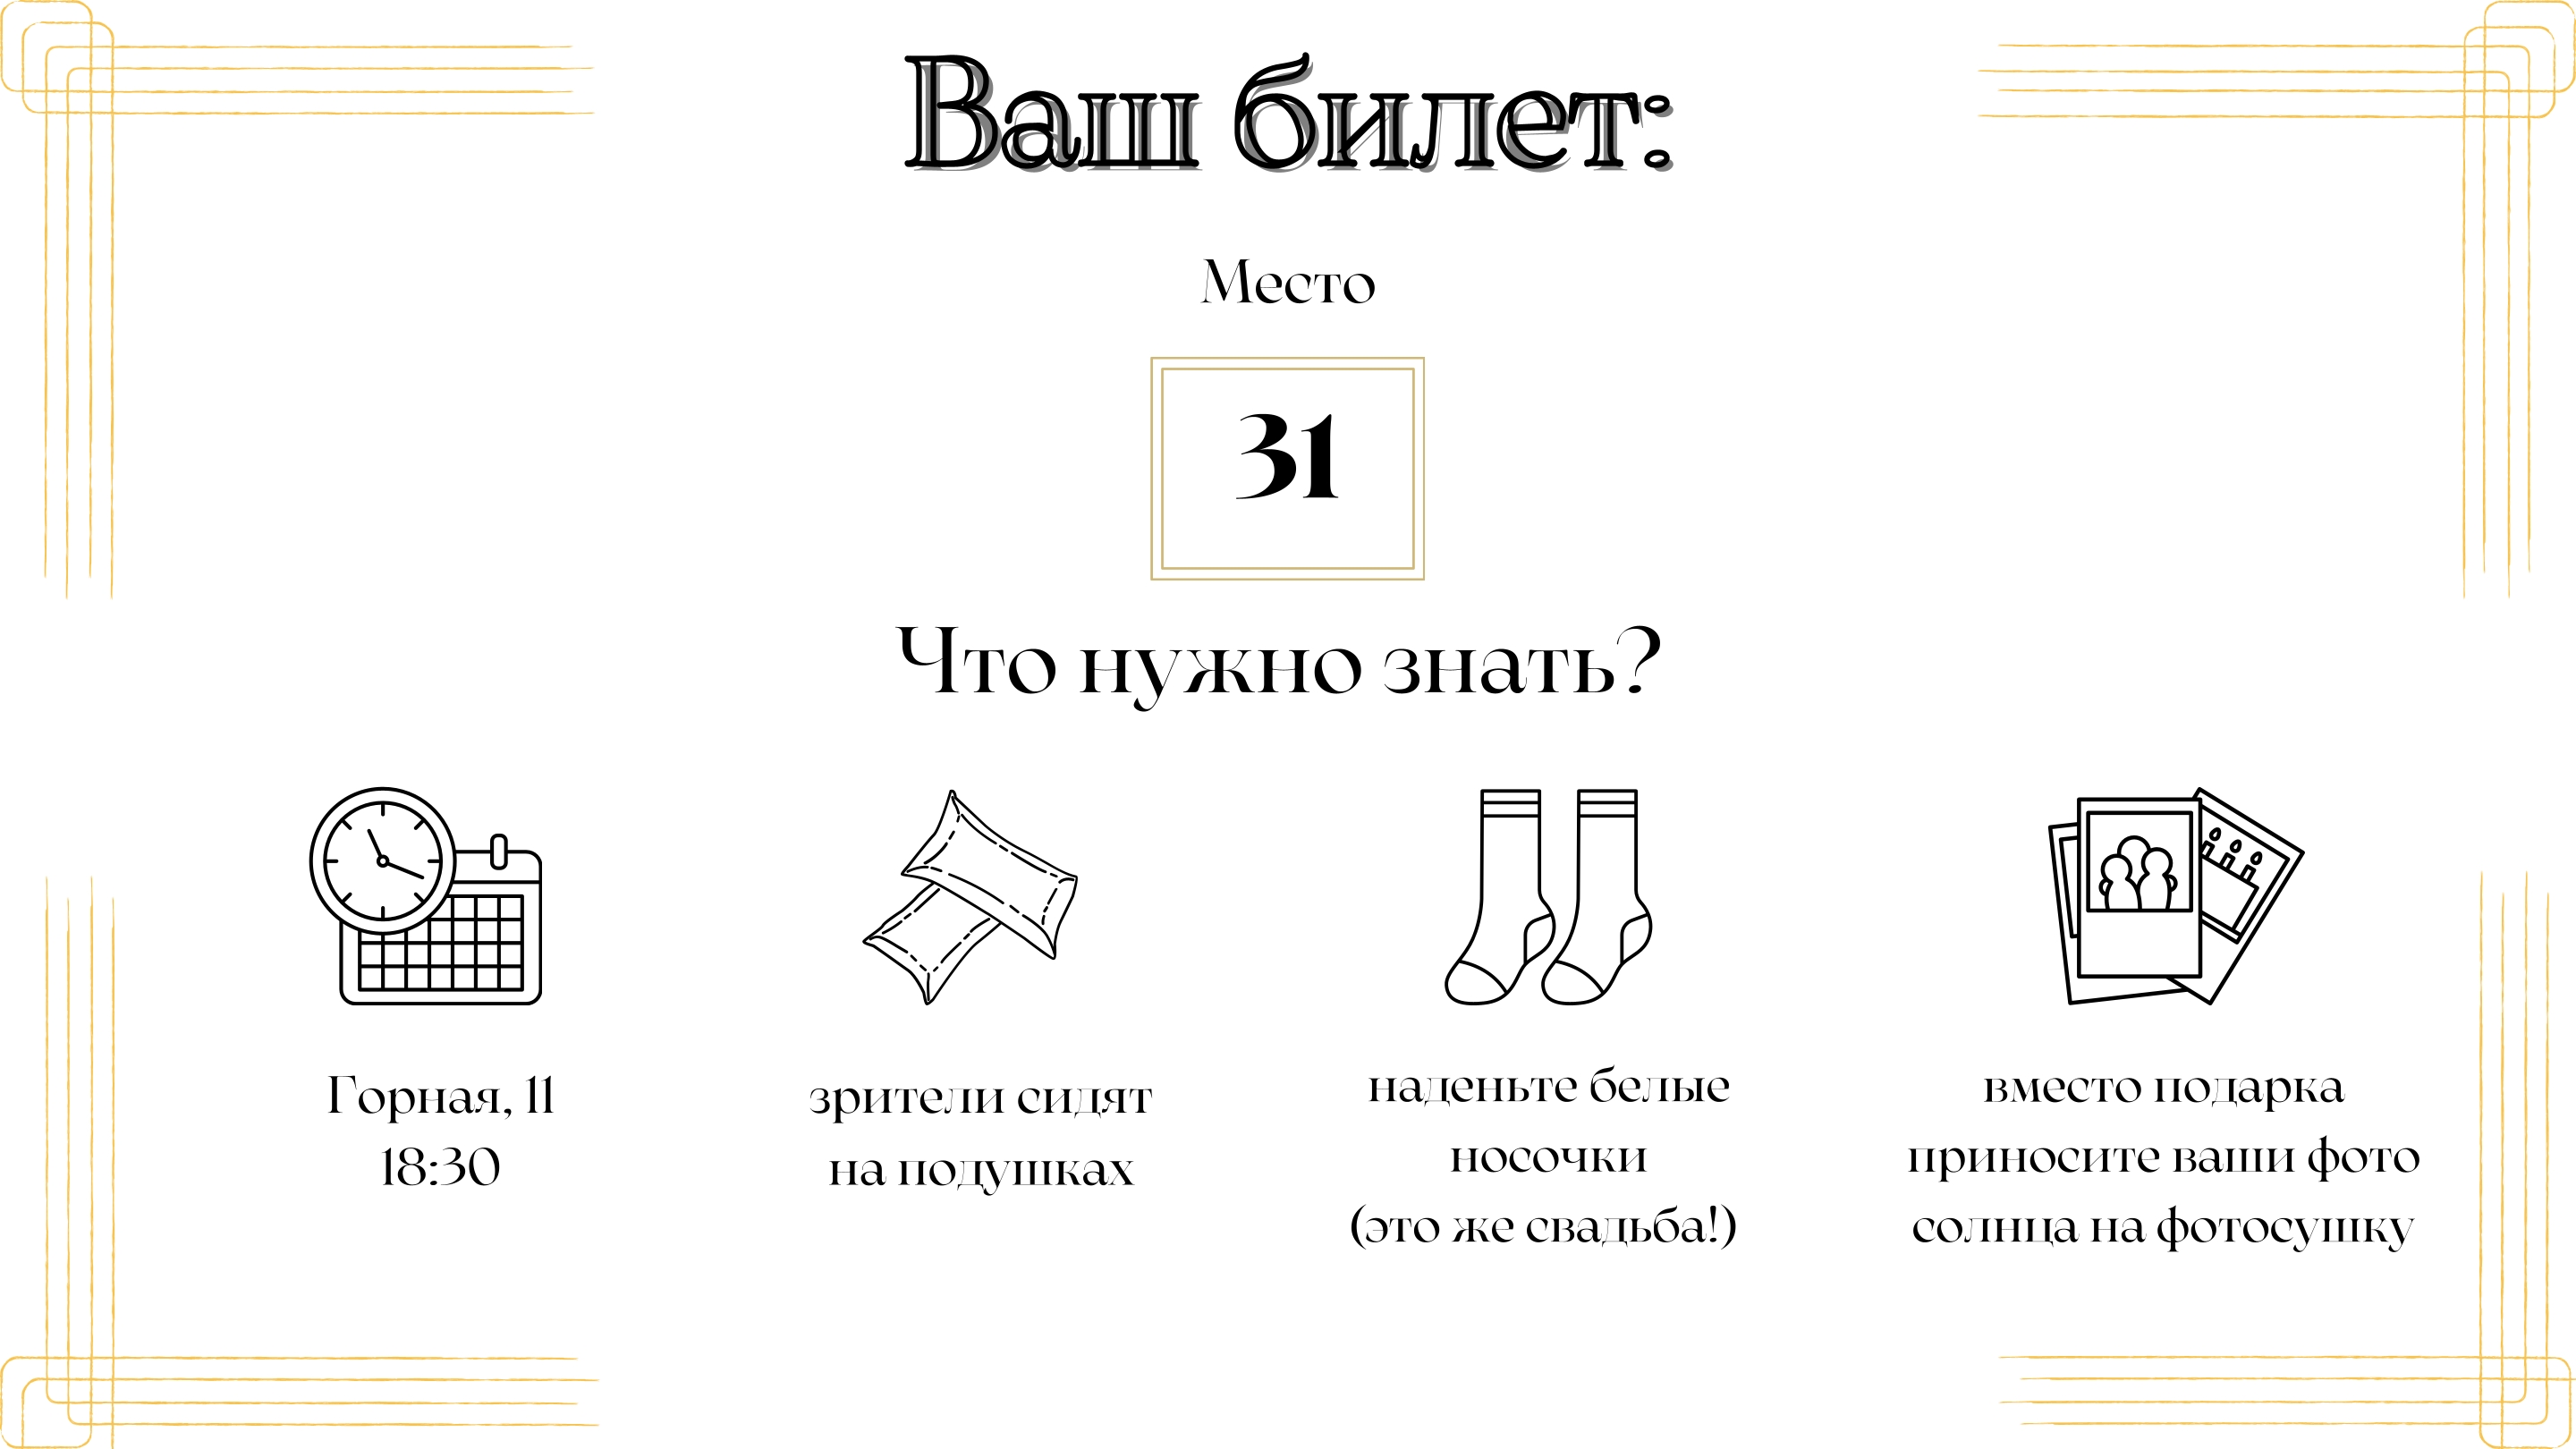 Ваш билет:
Место
31
Что нужно знать?
Горная, 11
18:30
зрители сидят
на подушках
наденьте белые
носочки
(это же свадьба!)
вместо подарка
приносите ваши фото
солнца на фотосушку